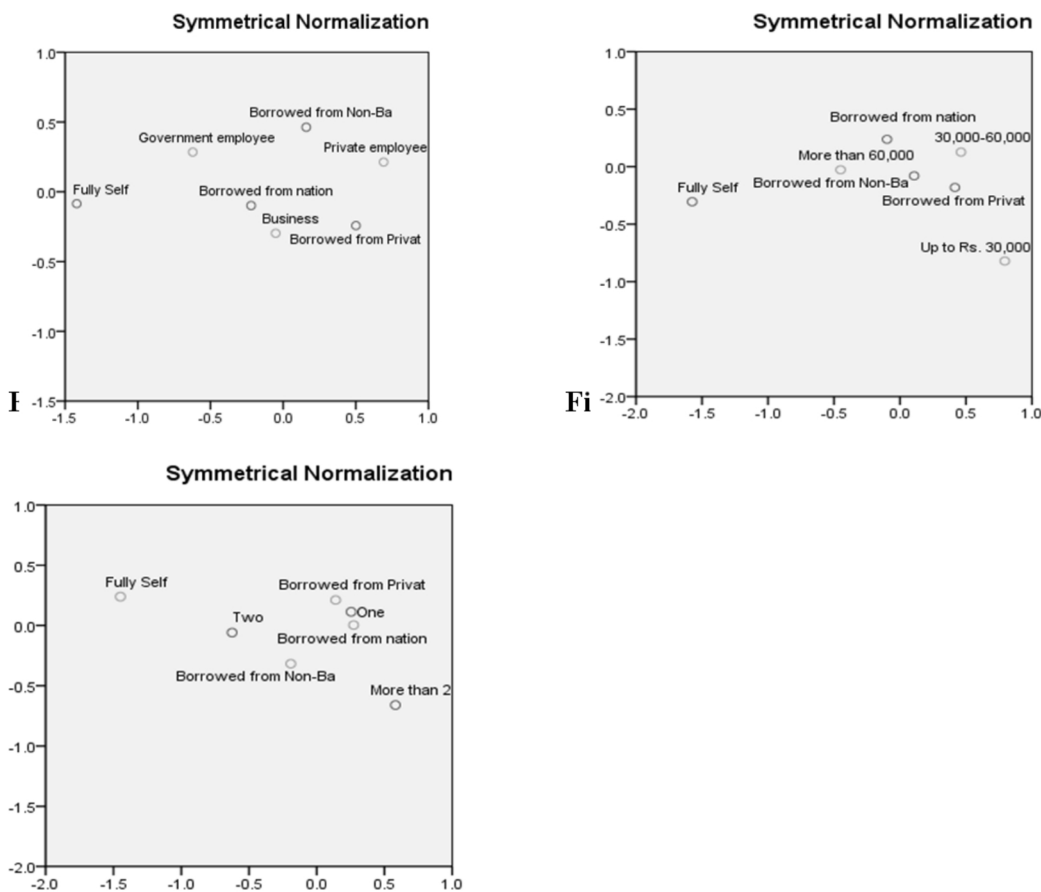 Symmetrical Normalization
1.0
0.5
0.0
-0.5
-1.0
-1.5
Borrowed from Non-Ba
Government employee
Private employee
Fully Self
Borrowed from nation
Business
Borrowed from Privat
-1.5 -1.0 -0.5 0.0 0.5 1.0
Symmetrical Normalization
1.0
0.5
0.0
-0.5
-1.0
-1.5
-2.0
Borrowed from nation
30,000-60,000
More than 60,000
Borrowed from Non-Ba
Fully Self
Borrowed from Privat
Up to Rs. 30,000
Fi
-2.0 -1.5 -1.0 -0.5 0.0 0.5 1.0
Symmetrical Normalization
1.0
0.5
0.0
-0.5
-1.0
-1.5
-2.0
Fully Self
Borrowed from Privat
Two
One
Borrowed from nation
Borrowed from Non-Ba
More than 2
-2.0 -1.5 -1.0 -0.5 0.0 0.5 1.0